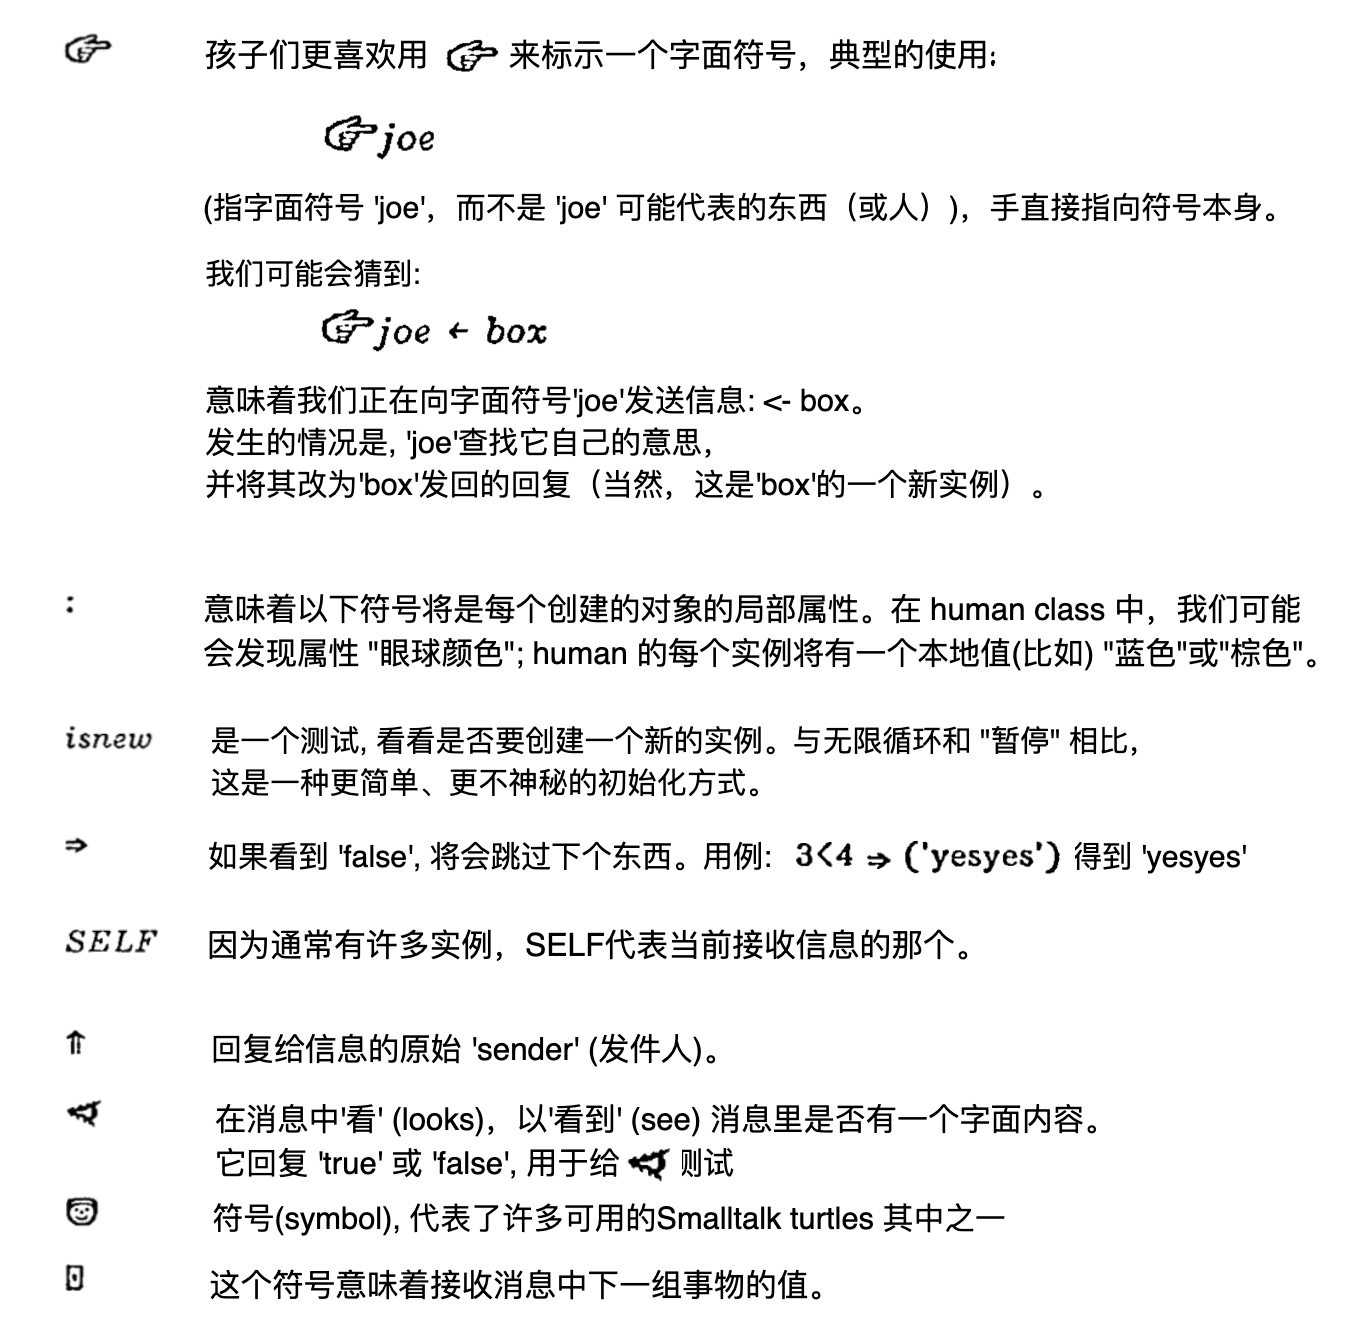 ☞ 孩子们更喜欢用 ☞ 来标示一个字面符号，典型的使用:
☞joe
(指字面符号 'joe'，而不是 'joe' 可能代表的东西（或人）)，手直接指向符号本身。
我们可能会猜到:
☞joe ← box
意味着我们正在向字面符号'joe'发送信息: <- box。
发生的情况是, 'joe'查找它自己的意思，
并将其改为'box'发回的回复（当然，这是'box'的一个新实例）。
: 意味着以下符号将是每个创建的对象的局部属性。在 human class 中，我们可能
会发现属性 "眼球颜色"; human 的每个实例将有一个本地值(比如) "蓝色"或"棕色"。
isnew 是一个测试, 看看是否要创建一个新的实例。与无限循环和 "暂停" 相比，
这是一种更简单、更不神秘的初始化方式。
⇒ 如果看到 'false', 将会跳过下个东西。用例: 3<4 ⇒ ('yesyes') 得到 'yesyes'
SELF 因为通常有许多实例，SELF代表当前接收信息的那个。
⇑ 回复给信息的原始 'sender' (发件人)。
在消息中'看' (looks)，以'看到' (see) 消息里是否有一个字面内容。
它回复 'true' 或 'false', 用于给 测试
符号(symbol), 代表了许多可用的Smalltalk turtles 其中之一
这个符号意味着接收消息中下一组事物的值。